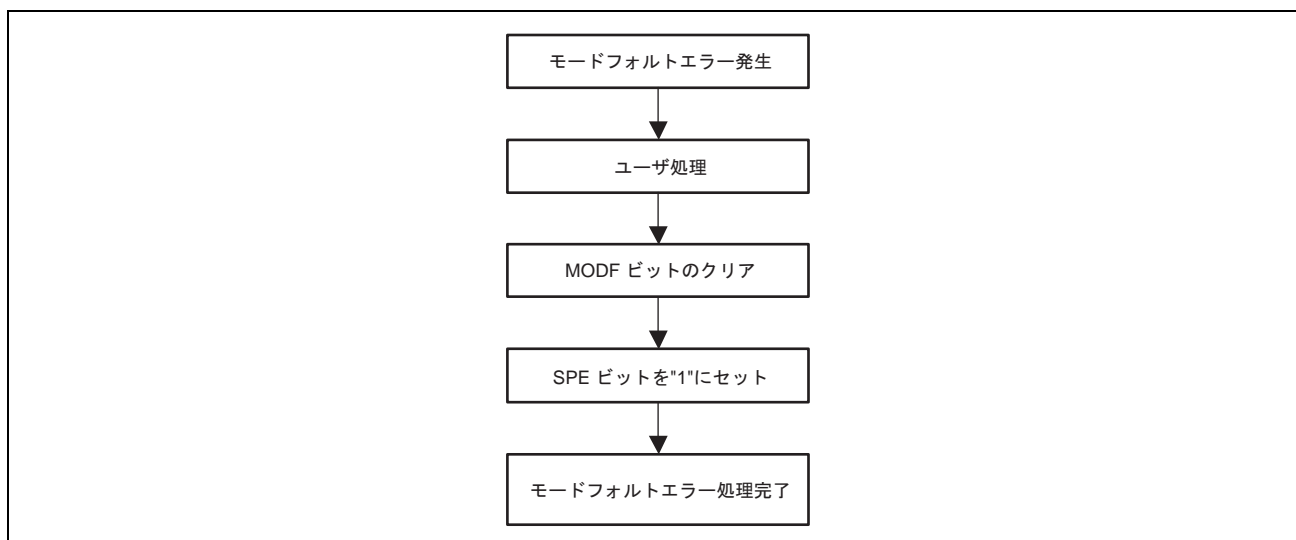 モードフォルトエラー発生
ユーザ処理
MODF ビットのクリア
SPE ビットを"1"にセット
モードフォルトエラー処理完了